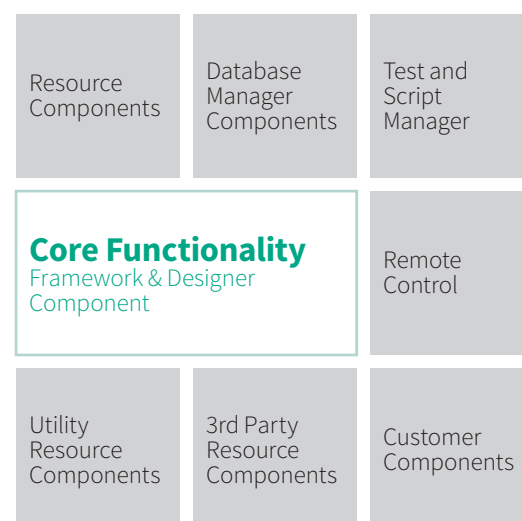 Resource
Components
Database
Manager
Components
Test and
Script
Manager
Core Functionality
Framework & Designer
Component
Remote
Control
Utility
Resource
Components
3rd Party
Resource
Components
Customer
Components